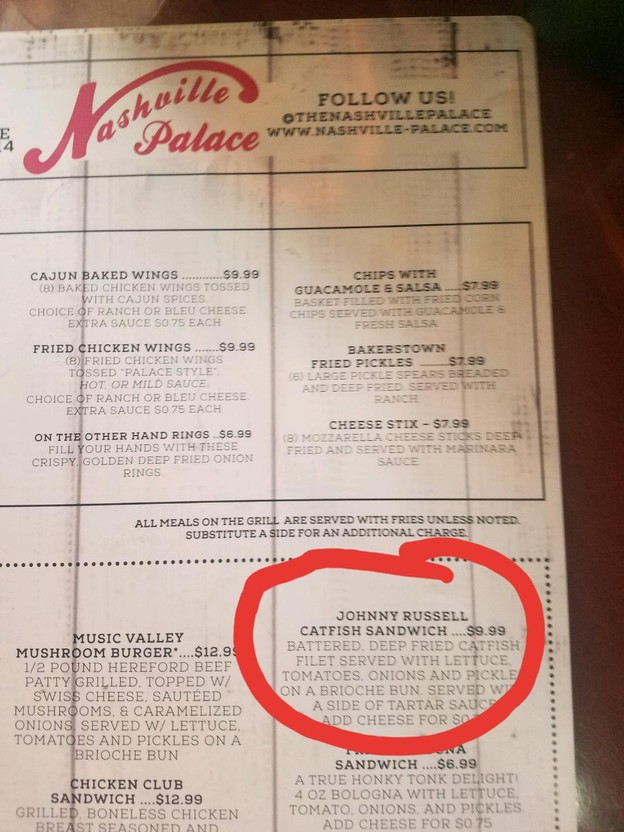 Nashville
Palace
FOLLOW US!
@THENASHVILLEPALACE
WWW.NASHVILLE-PALACE.COM
E
4
CAJUN BAKED WINGS ............$9.99
(8) BAKED CHICKEN WINGS TOSSED
WITH CAJUN SPICES.
CHOICE OF RANCH OR BLEU CHEESE.
EXTRA SAUCE $0.75 EACH
FRIED CHICKEN WINGS .......$9.99
(8) FRIED CHICKEN WINGS
TOSSED "PALACE STYLE".
HOT, OR MILD SAUCE.
CHOICE OF RANCH OR BLEU CHEESE.
EXTRA SAUCE $0.75 EACH
ON THE OTHER HAND RINGS ..$6.99
FILL YOUR HANDS WITH THESE
CRISPY, GOLDEN DEEP FRIED ONION
RINGS.
CHIPS WITH
GUACAMOLE & SALSA .....$7.99
BASKET FILLED WITH FRIED CORN
CHIPS SERVED WITH GUACAMOLE &
FRESH SALSA
BAKERSTOWN
FRIED PICKLES ..........$7.99
(6) LARGE PICKLE SPEARS BREADED
AND DEEP FRIED. SERVED WITH
RANCH.
CHEESE STIX – $7.99
(8) MOZZARELLA CHEESE STICKS DEEP
FRIED AND SERVED WITH MARINARA
SAUCE.
ALL MEALS ON THE GRILL ARE SERVED WITH FRIES UNLESS NOTED.
SUBSTITUTE A SIDE FOR AN ADDITIONAL CHARGE.
MUSIC VALLEY
MUSHROOM BURGER*....$12.99
1/2 POUND HEREFORD BEEF
PATTY GRILLED, TOPPED W/
SWISS CHEESE, SAUTÉED
MUSHROOMS, & CARAMELIZED
ONIONS. SERVED W/ LETTUCE,
TOMATOES AND PICKLES ON A
BRIOCHE BUN
CHICKEN CLUB
SANDWICH ....$12.99
GRILLED, BONELESS CHICKEN
BREAST SEASONED AND
JOHNNY RUSSELL
CATFISH SANDWICH ....$9.99
BATTERED, DEEP FRIED CATFISH
FILET SERVED WITH LETTUCE,
TOMATOES, ONIONS AND PICKLE
ON A BRIOCHE BUN. SERVED
A SIDE OF TARTAR SAUCE
ADD CHEESE FOR
SANDWICH ....$6.99
A TRUE HONKY TONK DELIGHT!
4 OZ BOLOGNA WITH LETTUCE,
TOMATO, ONIONS, AND PICKLES.
ADD CHEESE FOR $0.75